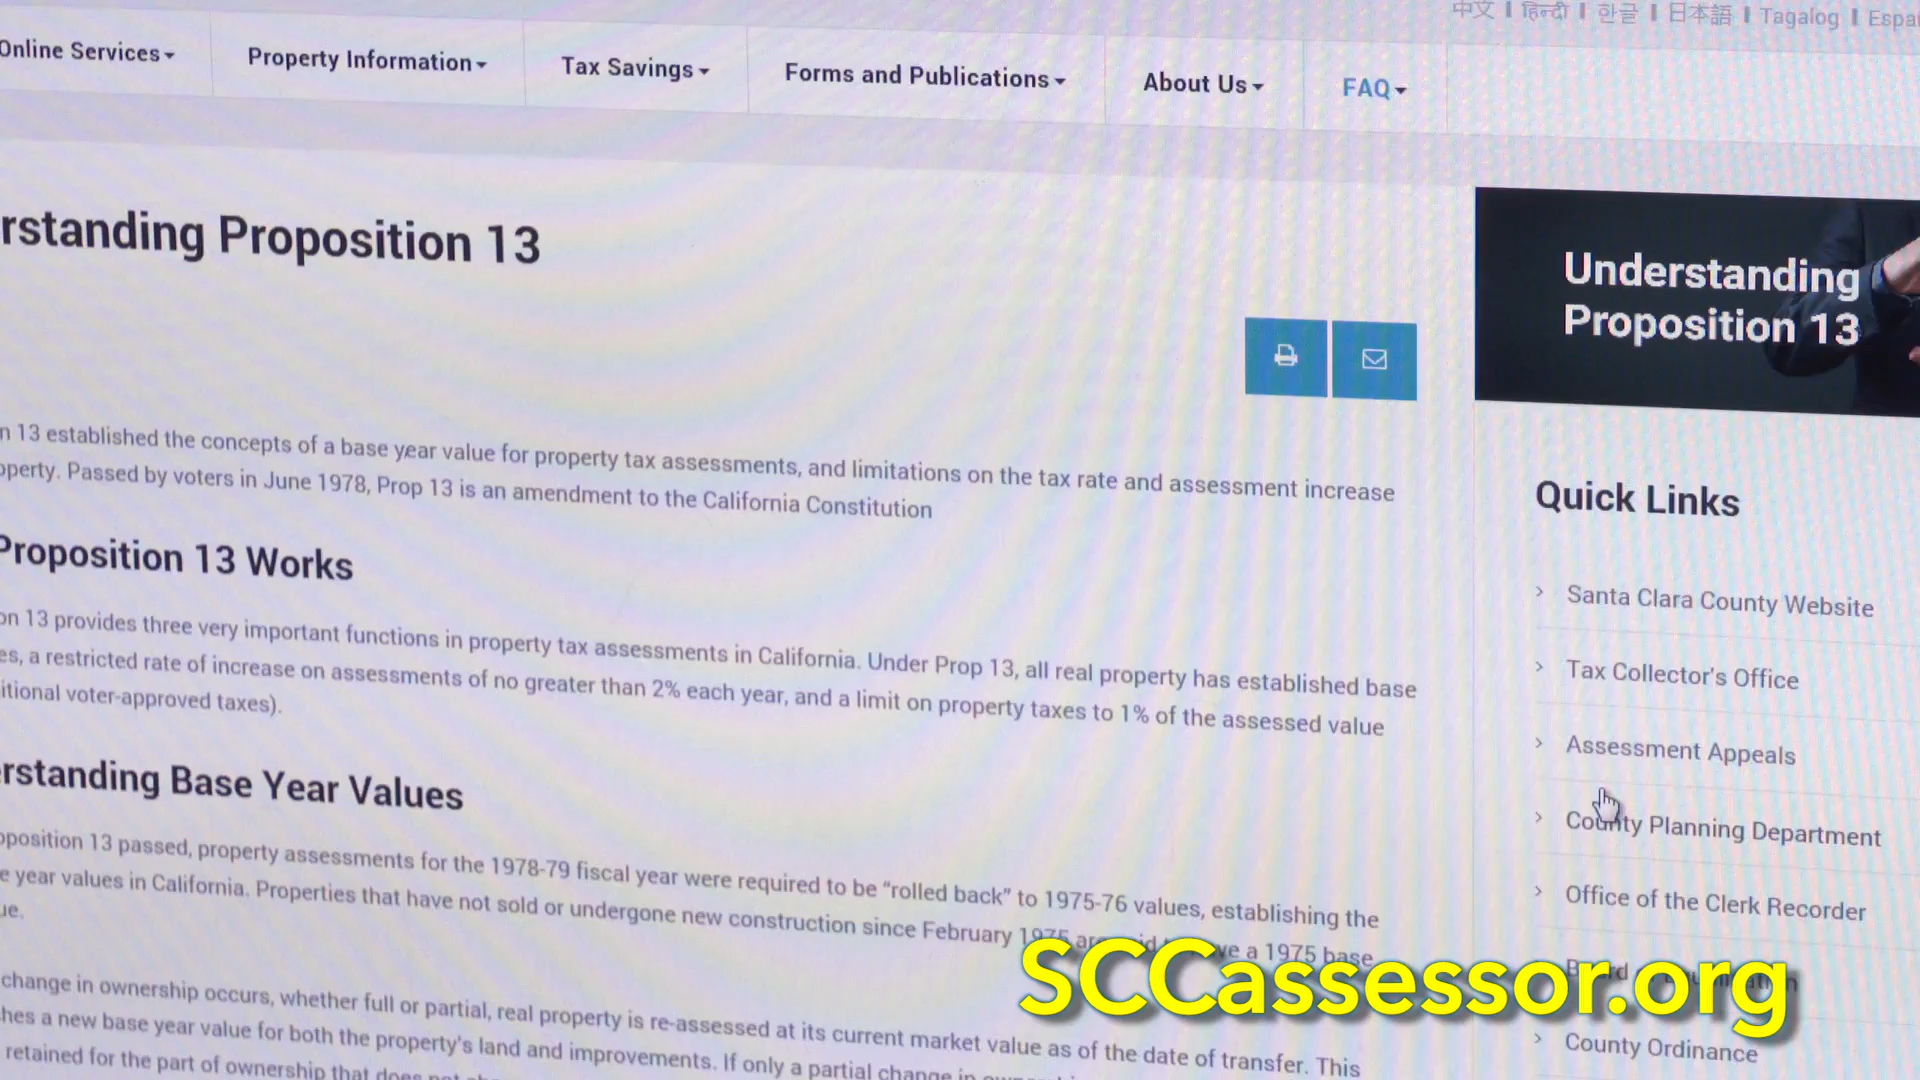 中文 | हिन्दी | 한글 | 日本語 | Tagalog | Espa
Online Services
Property Information
Tax Savings
Forms and Publications
About Us
FAQ
rstanding Proposition 13
Understanding
Proposition 13
n 13 established the concepts of a base year value for property tax assessments, and limitations on the tax rate and assessment increase
operty. Passed by voters in June 1978, Prop 13 is an amendment to the California Constitution
Proposition 13 Works
on 13 provides three very important functions in property tax assessments in California. Under Prop 13, all real property has established base
es, a restricted rate of increase on assessments of no greater than 2% each year, and a limit on property taxes to 1% of the assessed value
itional voter-approved taxes).
rstanding Base Year Values
oposition 13 passed, property assessments for the 1978-79 fiscal year were required to be “rolled back” to 1975-76 values, establishing the
e year values in California. Properties that have not sold or undergone new construction since February 1975 a 1975 base
ue.
change in ownership occurs, whether full or partial, real property is re-assessed at its current market value as of the date of transfer. This
hes a new base year value for both the property's land and improvements. If only a partial change in
retained for the part of ownership that does not
Quick Links
Santa Clara County Website
Tax Collector's Office
Assessment Appeals
County Planning Department
Office of the Clerk Recorder
County Ordinance
SCCassessor.org